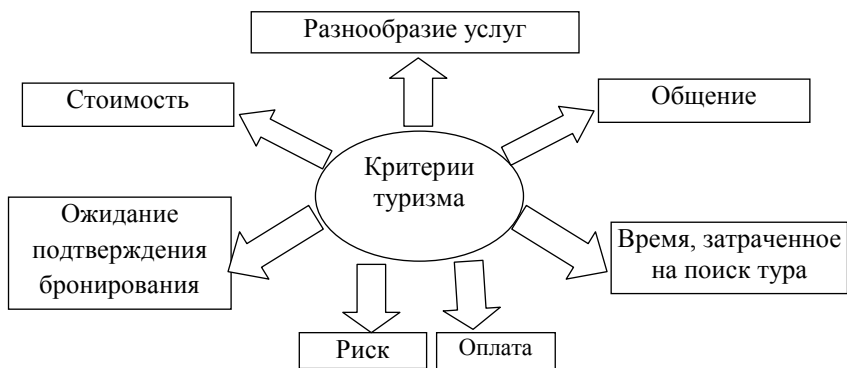 Разнообразие услуг
Стоимость
Общение
Критерии
туризма
Ожидание
подтверждения
бронирования
Время, затраченное
на поиск тура
Риск
Оплата